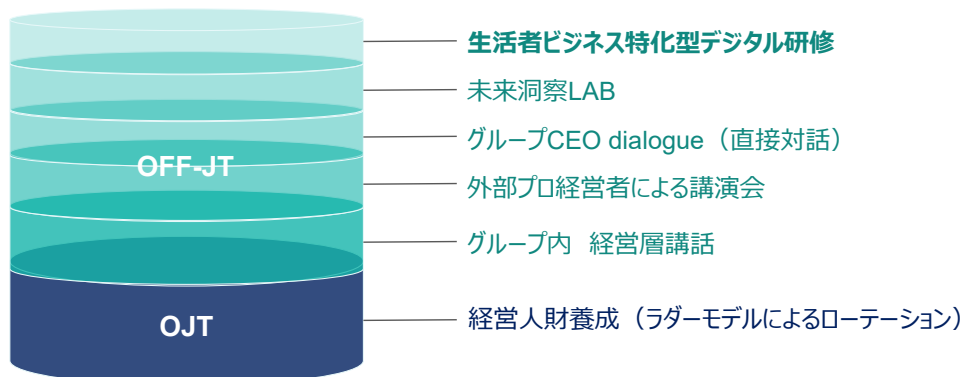 生活者ビジネス特化型デジタル研修
未来洞察LAB
グループCEO dialogue（直接対話）
OFF-JT
外部プロ経営者による講演会
グループ内　経営層講話
OJT
経営人財養成（ラダーモデルによるローテーション）